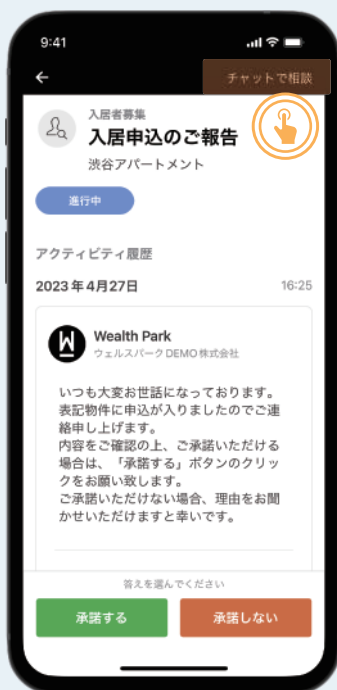 9:41
チャットで相談
入居者募集
入居申込のご報告
渋谷アパートメント
進行中
アクティビティ履歴
2023年4月27日 16:25
Wealth Park
ウェルスパークDEMO株式会社
いつも大変お世話になっております。
表記物件に申込が入りましたのでご連
絡申し上げます。
内容をご確認の上、ご承諾いただける
場合は、「承諾する」ボタンのクリッ
クをお願い致します。
ご承諾いただけない場合、理由をお聞
かせいただけますと幸いです。
答えを選んでください
承諾する 承諾しない